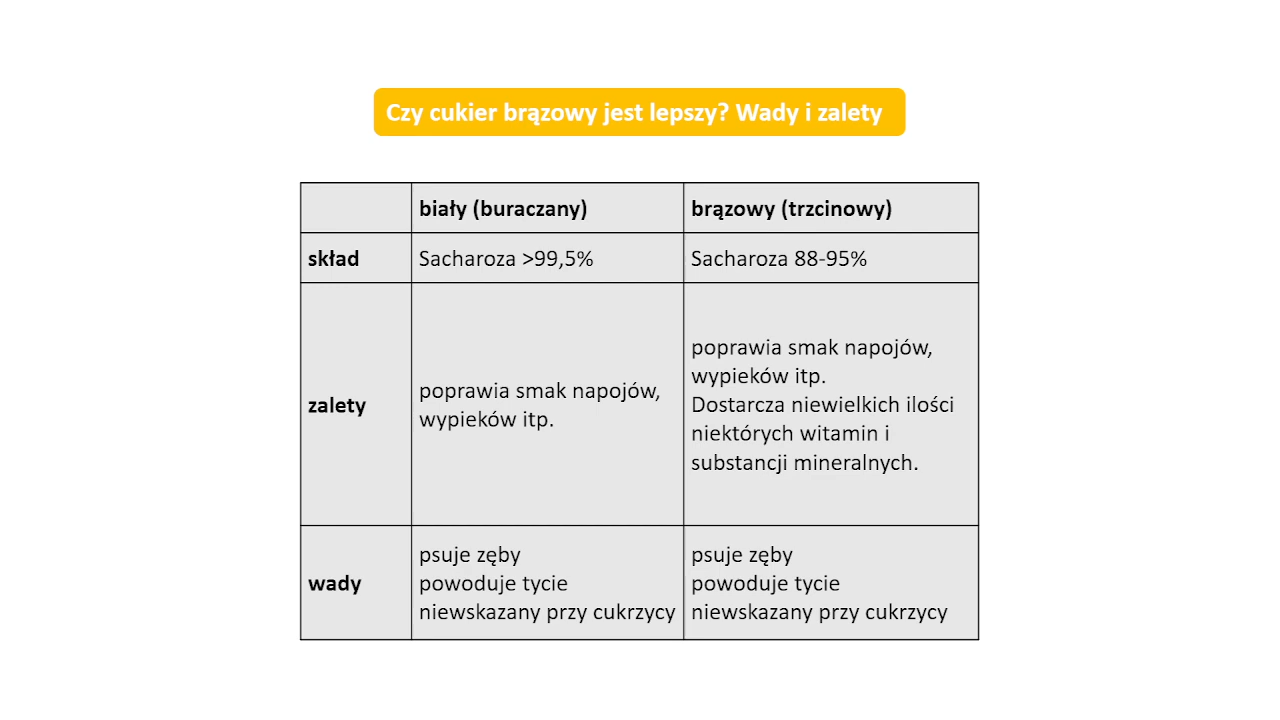 Czy cukier brązowy jest lepszy? Wady i zalety
biały (buraczany)
brązowy (trzcinowy)
skład
Sacharoza >99,5%
Sacharoza 88-95%
zalety
poprawia smak napojów,
wypieków itp.
poprawia smak napojów,
wypieków itp.
Dostarcza niewielkich ilości
niektórych witamin i
substancji mineralnych.
wady
psuje zęby
powoduje tycie
niewskazany przy cukrzycy
psuje zęby
powoduje tycie
niewskazany przy cukrzycy